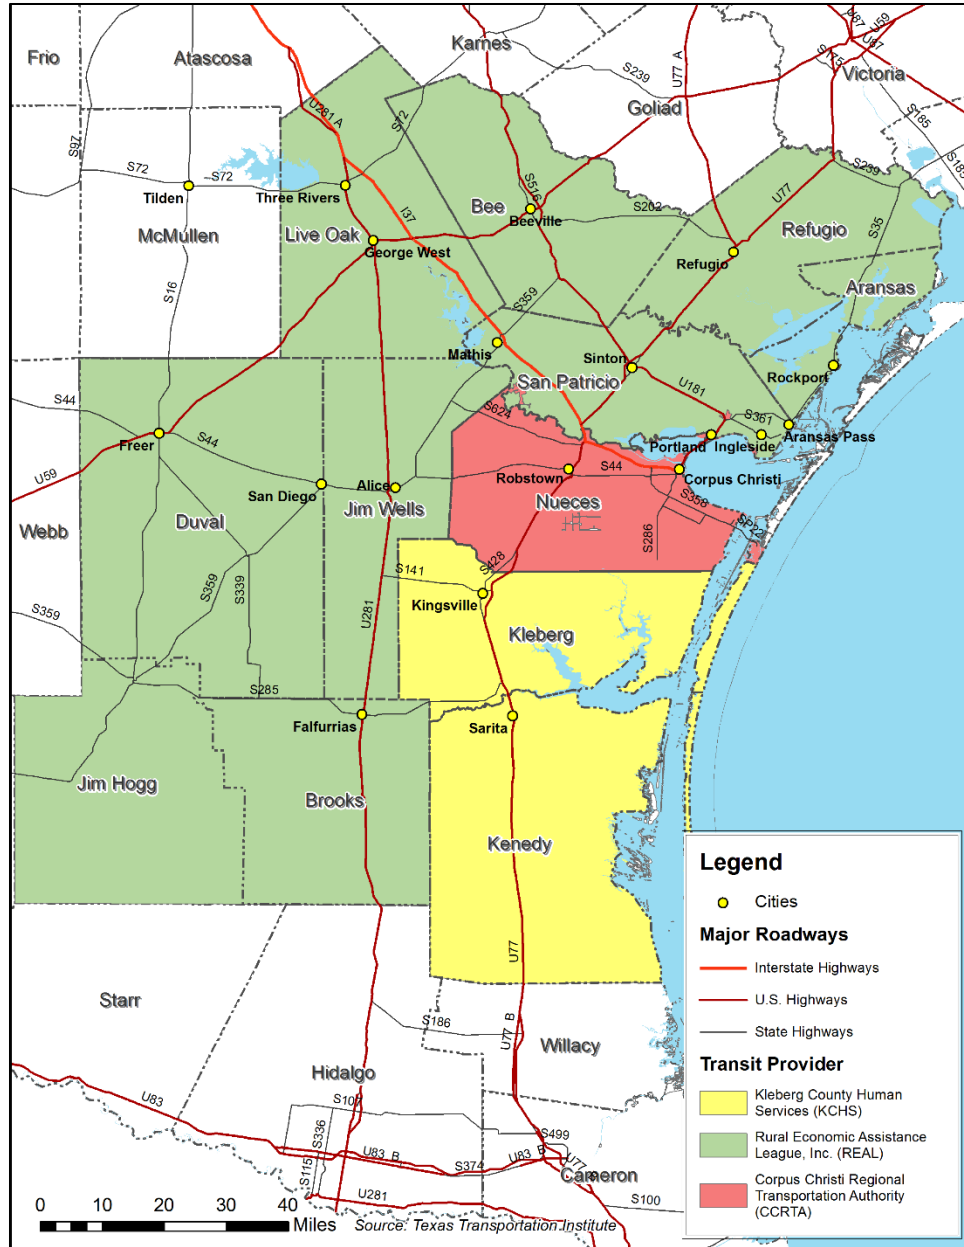 Frio
Atascosa
Karnes
U87
U59
U87
S175
Victoria
S239
U77 A
Goliad
S185
S185
U281 A
S72
S97
S72
S72
Tilden
Three Rivers
McMullen
I37
Bee
S516
Beeville
S202
U77
S239
Live Oak
George West
Refugio
Refugio
S35
S16
Aransas
S359
Mathis
Sinton
San Patricio
Rockport
U181
S44
S624
S361
Freer
S44
Portland
Ingleside
Aransas Pass
U59
San Diego
Alice
Robstown
S44
Corpus Christi
Jim Wells
Nueces
S358
Webb
Duval
S286
SP22
S428
S141
S359
S339
Kingsville
S359
U281
Kleberg
S285
Falfurrias
Sarita
Jim Hogg
Brooks
Kenedy
U77
Starr
S186
U77 B
Willacy
Hidalgo
U83
S107
S336
S499
U83 B
U83 B
S374
S115
U77
Cameron
U281
S100
Legend
Cities
Major Roadways
Interstate Highways
U.S. Highways
State Highways
Transit Provider
Kleberg County Human
Services (KCHS)
Rural Economic Assistance
League, Inc. (REAL)
Corpus Christi Regional
Transportation Authority
(CCRTA)
0 10 20 30 40
Miles
Source: Texas Transportation Institute